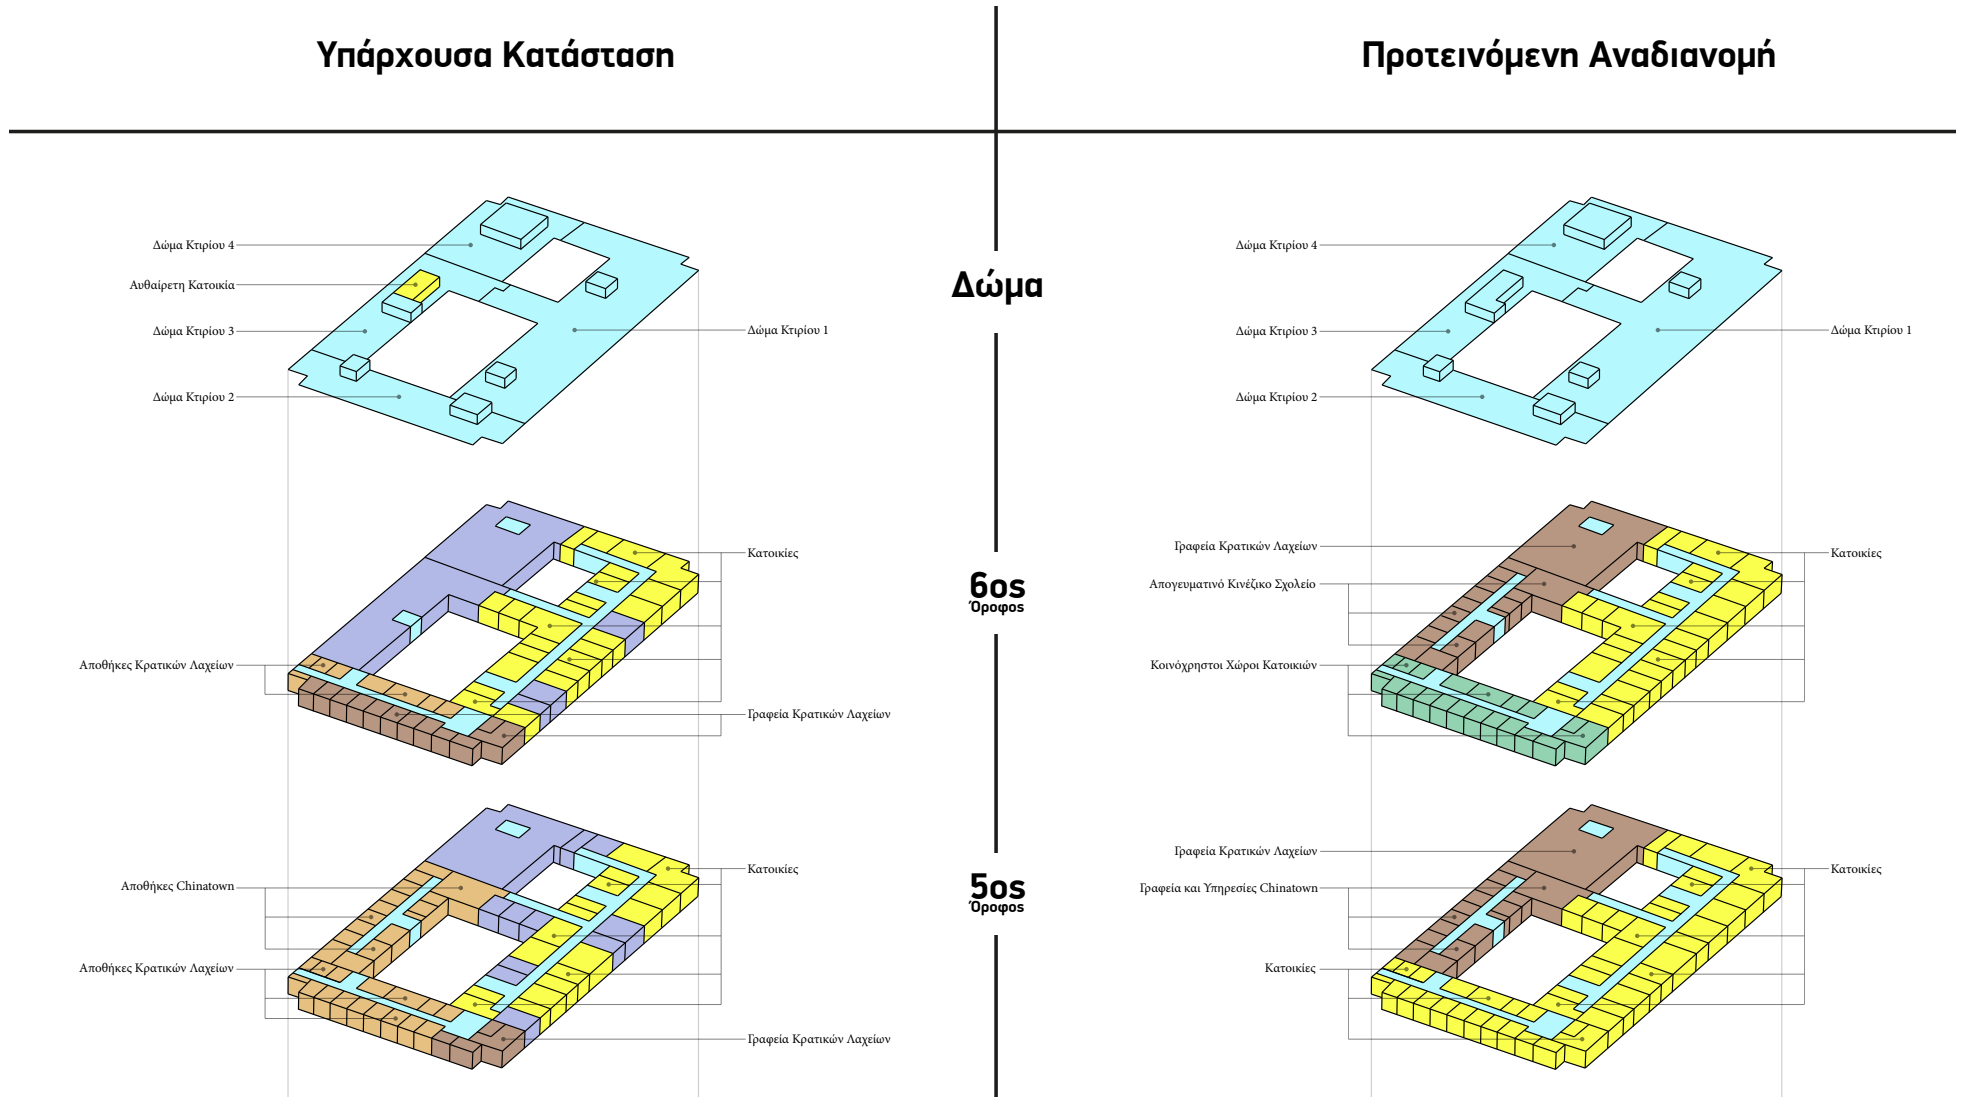 Υπάρχουσα Κατάσταση
Προτεινόμενη Αναδιανομή
Δώμα Κτιρίου 4
Αυθαίρετη Κατοικία
Δώμα Κτιρίου 3
Δώμα Κτιρίου 2
Δώμα Κτιρίου 1
Δώμα
Δώμα Κτιρίου 4
Δώμα Κτιρίου 3
Δώμα Κτιρίου 2
Δώμα Κτιρίου 1
Αποθήκες Κρατικών Λαχείων
Κατοικίες
Γραφεία Κρατικών Λαχείων
6ος
Όροφος
Γραφεία Κρατικών Λαχείων
Απογευματινό Κινέζικο Σχολείο
Κοινόχρηστοι Χώροι Κατοικιών
Κατοικίες
Αποθήκες Chinatown
Αποθήκες Κρατικών Λαχείων
Κατοικίες
Γραφεία Κρατικών Λαχείων
5ος
Όροφος
Γραφεία Κρατικών Λαχείων
Γραφεία και Υπηρεσίες Chinatown
Κατοικίες
Κατοικίες